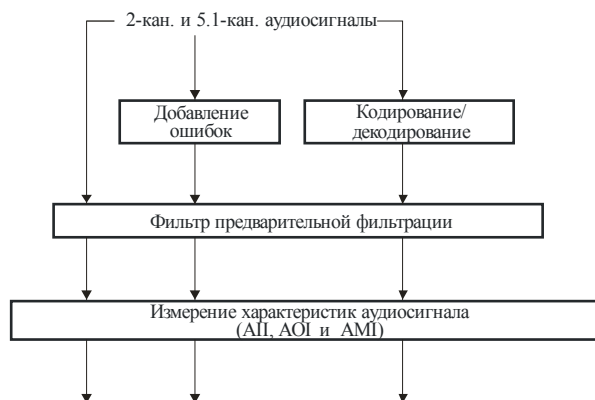 2-кан. и 5.1-кан. аудиосигналы
Добавление
ошибок
Кодирование/
декодирование
Фильтр предварительной фильтрации
Измерение характеристик аудиосигнала
(AII, AOI и AMI)